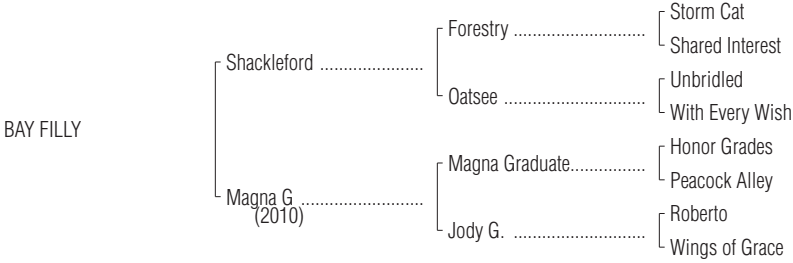 Storm Cat
Forestry ......................
Shared Interest
Shackleford ......................
Unbridled
Oatsee ......................
With Every Wish
BAY FILLY
Honor Grades
Magna Graduate................
Peacock Alley
Magna G ......................
(2010)
Roberto
Jody G. ......................
Wings of Grace